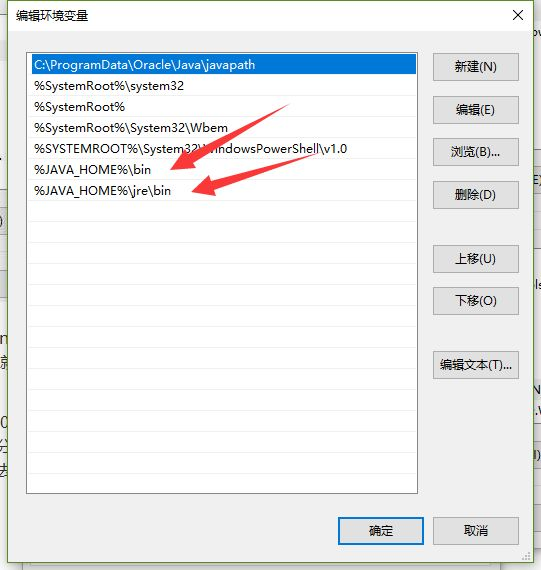 编辑环境变量
C:\ProgramData\Oracle\Java\javapath
%SystemRoot%\system32
%SystemRoot%
%SystemRoot%\System32\Wbem
%SYSTEMROOT%\System32\WindowsPowerShell\v1.0
%JAVA_HOME%\bin
%JAVA_HOME%\jre\bin
新建(N)
编辑(E)
浏览(B)...
删除(D)
上移(U)
下移(O)
编辑文本(T)...
确定
取消